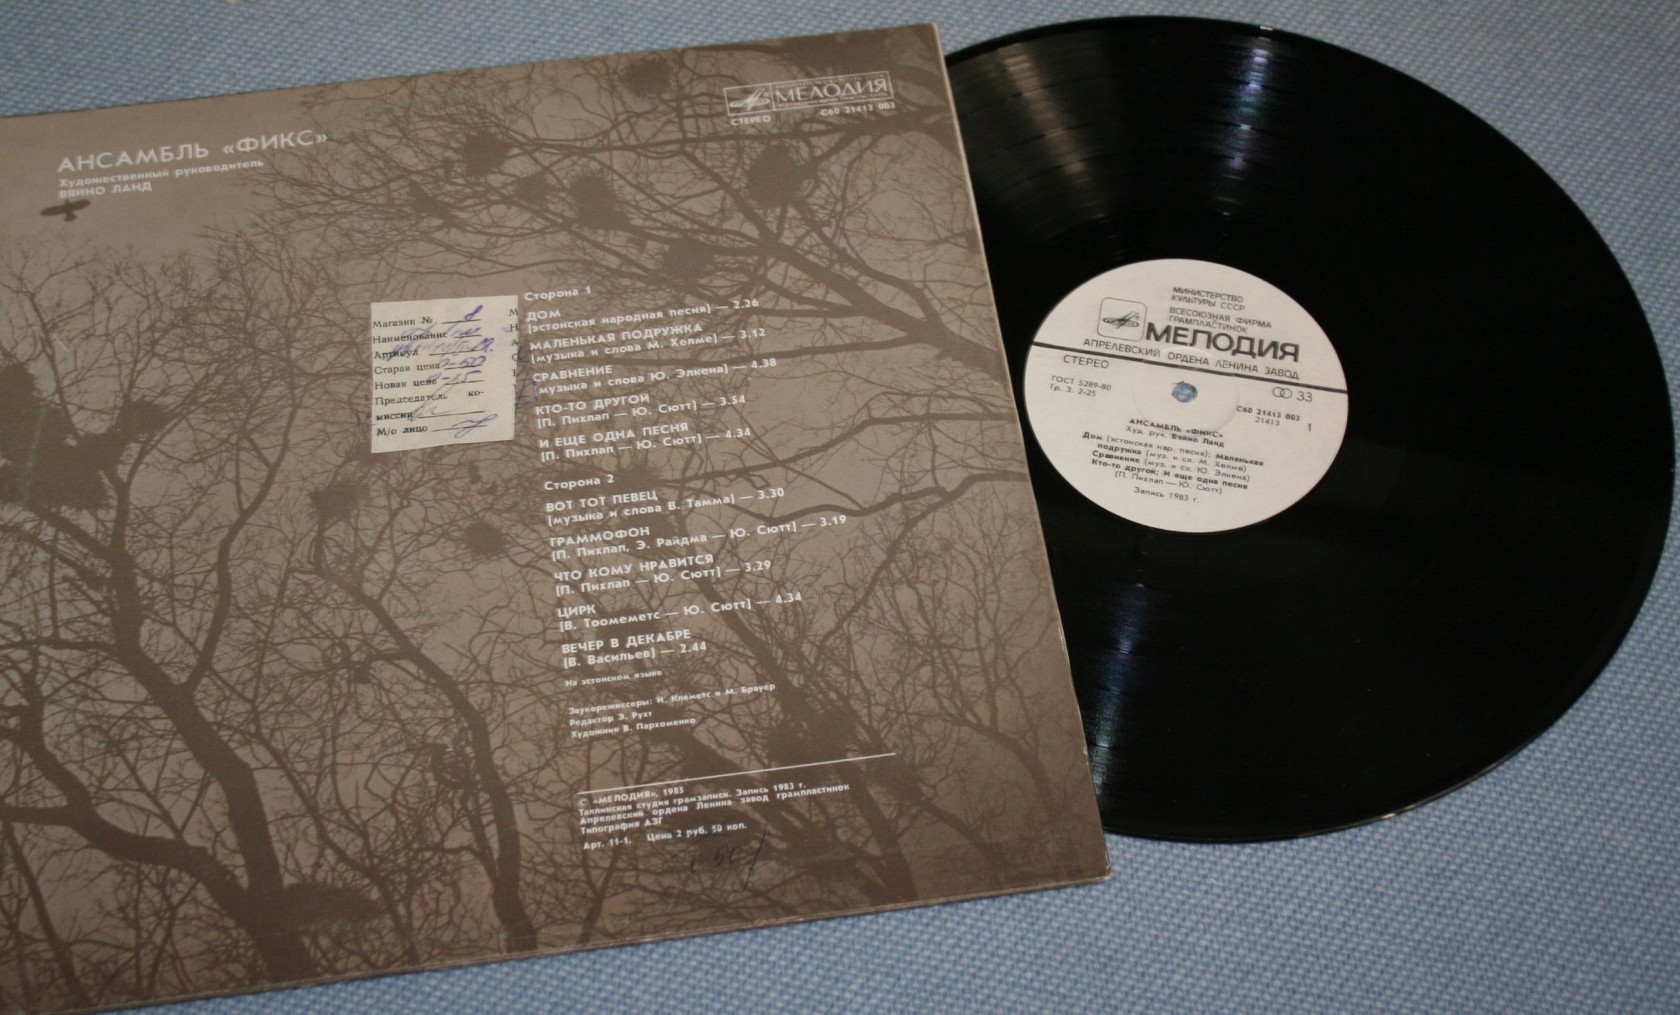 АНСАМБЛЬ «ФИКС»
Художественный руководитель
ВЯЙНО ЛАНД
МЕЛОДИЯ
СТЕРЕО
С60 21413 003
Магазин №
Наименование
Артикул
Старая цена
Новая цена
Председатель ко-
миссии
М/о лицо
Сторона 1
ДОМ
(эстонская народная песня) — 2.26
МАЛЕНЬКАЯ ПОДРУЖКА
(музыка и слова М. Хелме) — 3.12
СРАВНЕНИЕ
(музыка и слова Ю. Элкена) — 4.38
КТО-ТО ДРУГОЙ
(П. Пихлап — Ю. Сютт) — 3.54
И ЕЩЕ ОДНА ПЕСНЯ
(П. Пихлап — Ю. Сютт) — 4.34
Сторона 2
ВОТ ТОТ ПЕВЕЦ
(музыка и слова В. Тамма) — 3.30
ГРАММОФОН
(П. Пихлап, Э. Райдма — Ю. Сютт) — 3.19
ЧТО КОМУ НРАВИТСЯ
(П. Пихлап — Ю. Сютт) — 3.29
ЦИРК
(В. Тоомеметс — Ю. Сютт) — 4.34
ВЕЧЕР В ДЕКАБРЕ
(В. Васильев) — 2.44
На эстонском языке
Звукорежиссеры: И. Клеметс и М. Брауер
Редактор Э. Рухт
Художник В. Пархоменко
© «МЕЛОДИЯ», 1985
Таллинская студия грамзаписи. Запись 1983 г.
Апрелевский ордена Ленина завод грампластинок
Типография АЗГ
Арт. 11-1. Цена 2 руб. 50 коп.
МИНИСТЕРСТВО
КУЛЬТУРЫ СССР
ВСЕСОЮЗНАЯ ФИРМА
ГРАМПЛАСТИНОК
МЕЛОДИЯ
АПРЕЛЕВСКИЙ ОРДЕНА ЛЕНИНА ЗАВОД
СТЕРЕО
33
ГОСТ 5289-80
Гр. 3. 2-25
С60 21413 003
21413
1
АНСАМБЛЬ «ФИКС»
Худ. рук. Вяйно Ланд
Дом (эстонская нар. песня); Маленькая
подружка (муз. и сл. М. Хелме)
Сравнение (муз. и сл. Ю. Элкена)
Кто-то другой; И еще одна песня
(П. Пихлап — Ю. Сютт)
Запись 1983 г.